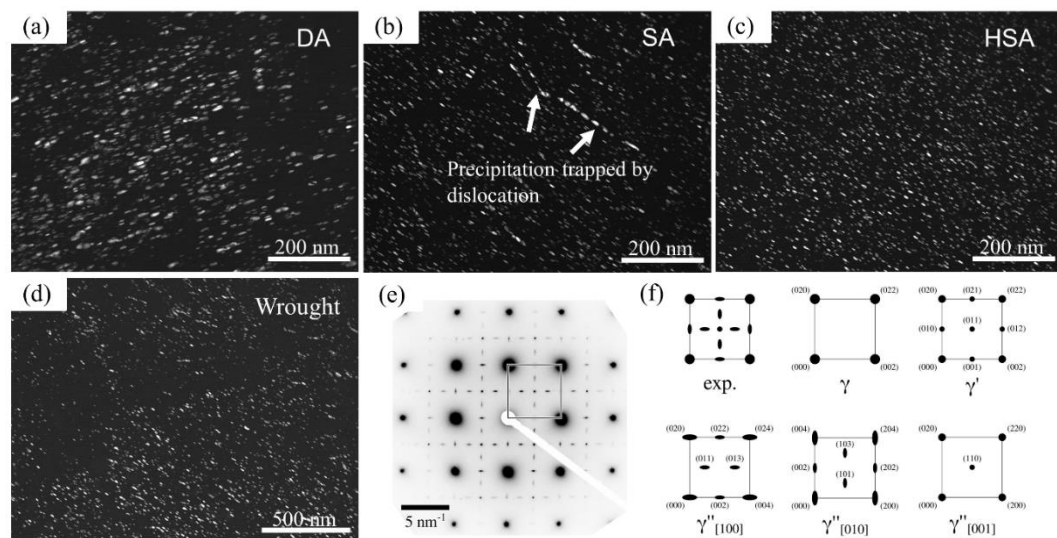 (a)
DA
200 nm
(b)
SA
Precipitation trapped by
dislocation
200 nm
(c)
HSA
200 nm
(d)
Wrought
500nm
(e)
5 nm-1
(f)
exp.
(020) (022)
(000) (002)
γ
(020) (021) (022)
(010) (011) (012)
(000) (001) (002)
γ'
(020) (022) (024)
(011) (013)
(000) (002) (004)
γ''[100]
(004) (204)
(103)
(002) (202)
(101)
(000) (200)
γ''[010]
(020) (220)
(110)
(000) (200)
γ''[001]